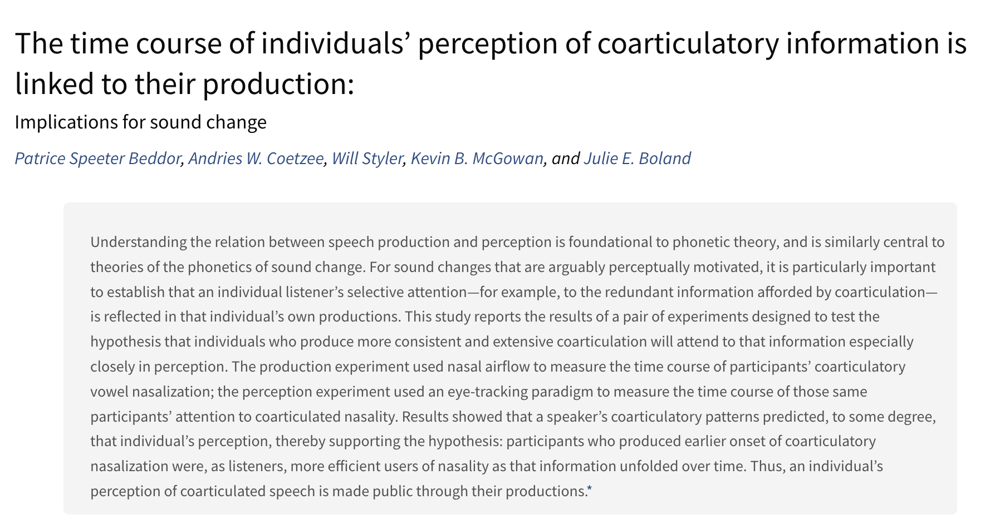 The time course of individuals’ perception of coarticulatory information is
linked to their production:
Implications for sound change
Patrice Speeter Beddor, Andries W. Coetzee, Will Styler, Kevin B. McGowan, and Julie E. Boland
Understanding the relation between speech production and perception is foundational to phonetic theory, and is similarly central to
theories of the phonetics of sound change. For sound changes that are arguably perceptually motivated, it is particularly important
to establish that an individual listener’s selective attention—for example, to the redundant information afforded by coarticulation—
is reflected in that individual’s own productions. This study reports the results of a pair of experiments designed to test the
hypothesis that individuals who produce more consistent and extensive coarticulation will attend to that information especially
closely in perception. The production experiment used nasal airflow to measure the time course of participants’ coarticulatory
vowel nasalization; the perception experiment used an eye-tracking paradigm to measure the time course of those same
participants’ attention to coarticulated nasality. Results showed that a speaker’s coarticulatory patterns predicted, to some degree,
that individual’s perception, thereby supporting the hypothesis: participants who produced earlier onset of coarticulatory
nasalization were, as listeners, more efficient users of nasality as that information unfolded over time. Thus, an individual’s
perception of coarticulated speech is made public through their productions.*